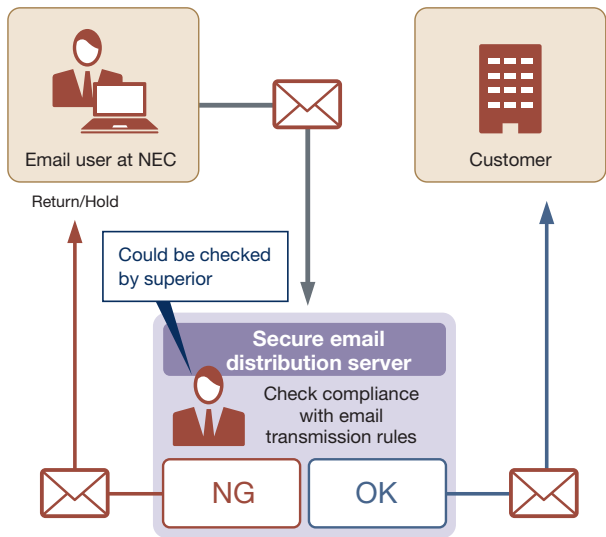 Email user at NEC
Customer
Return/Hold
Could be checked
by superior
Secure email
distribution server
Check compliance
with email
transmission rules
NG
OK